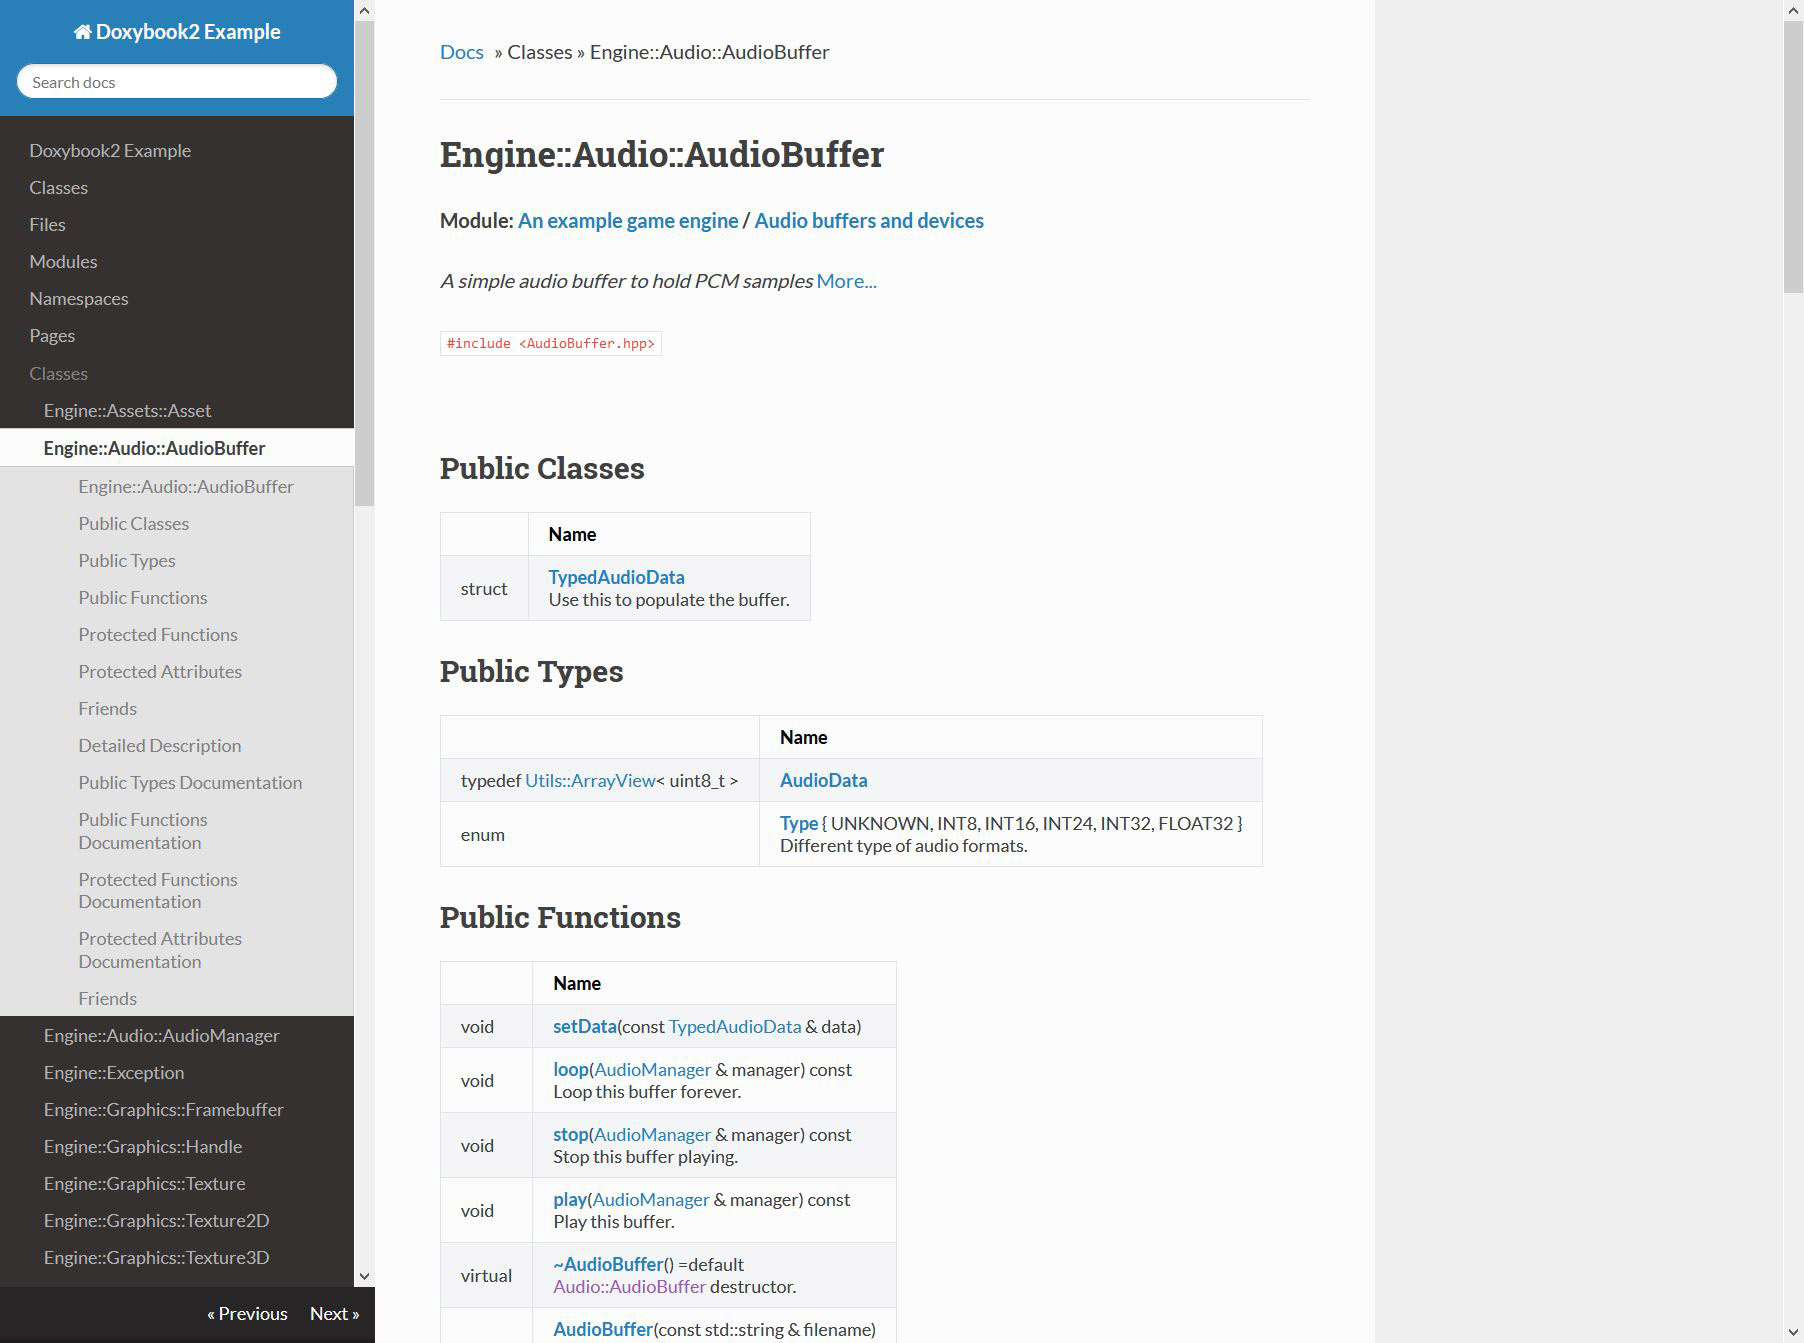 Doxybook2 Example
Search docs
Doxybook2 Example
Classes
Files
Modules
Namespaces
Pages
Classes
Engine::Assets::Asset
Engine::Audio::AudioBuffer
Engine::Audio::AudioBuffer
Public Classes
Public Types
Public Functions
Protected Functions
Protected Attributes
Friends
Detailed Description
Public Types Documentation
Public Functions
Documentation
Protected Functions
Documentation
Protected Attributes
Documentation
Friends
Engine::Audio::AudioManager
Engine::Exception
Engine::Graphics::Framebuffer
Engine::Graphics::Handle
Engine::Graphics::Texture
Engine::Graphics::Texture2D
Engine::Graphics::Texture3D
« Previous Next »
Docs » Classes » Engine::Audio::AudioBuffer
Engine::Audio::AudioBuffer
Module: An example game engine / Audio buffers and devices
A simple audio buffer to hold PCM samples More...
#include <AudioBuffer.hpp>
Public Classes
Name
struct TypedAudioData
Use this to populate the buffer.
Public Types
Name
typedef Utils::ArrayView< uint8_t > AudioData
enum Type { UNKNOWN, INT8, INT16, INT24, INT32, FLOAT32 }
Different type of audio formats.
Public Functions
Name
void setData(const TypedAudioData & data)
void loop(AudioManager & manager) const
Loop this buffer forever.
void stop(AudioManager & manager) const
Stop this buffer playing.
void play(AudioManager & manager) const
Play this buffer.
virtual ~AudioBuffer() =default
Audio::AudioBuffer destructor.
AudioBuffer(const std::string & filename)